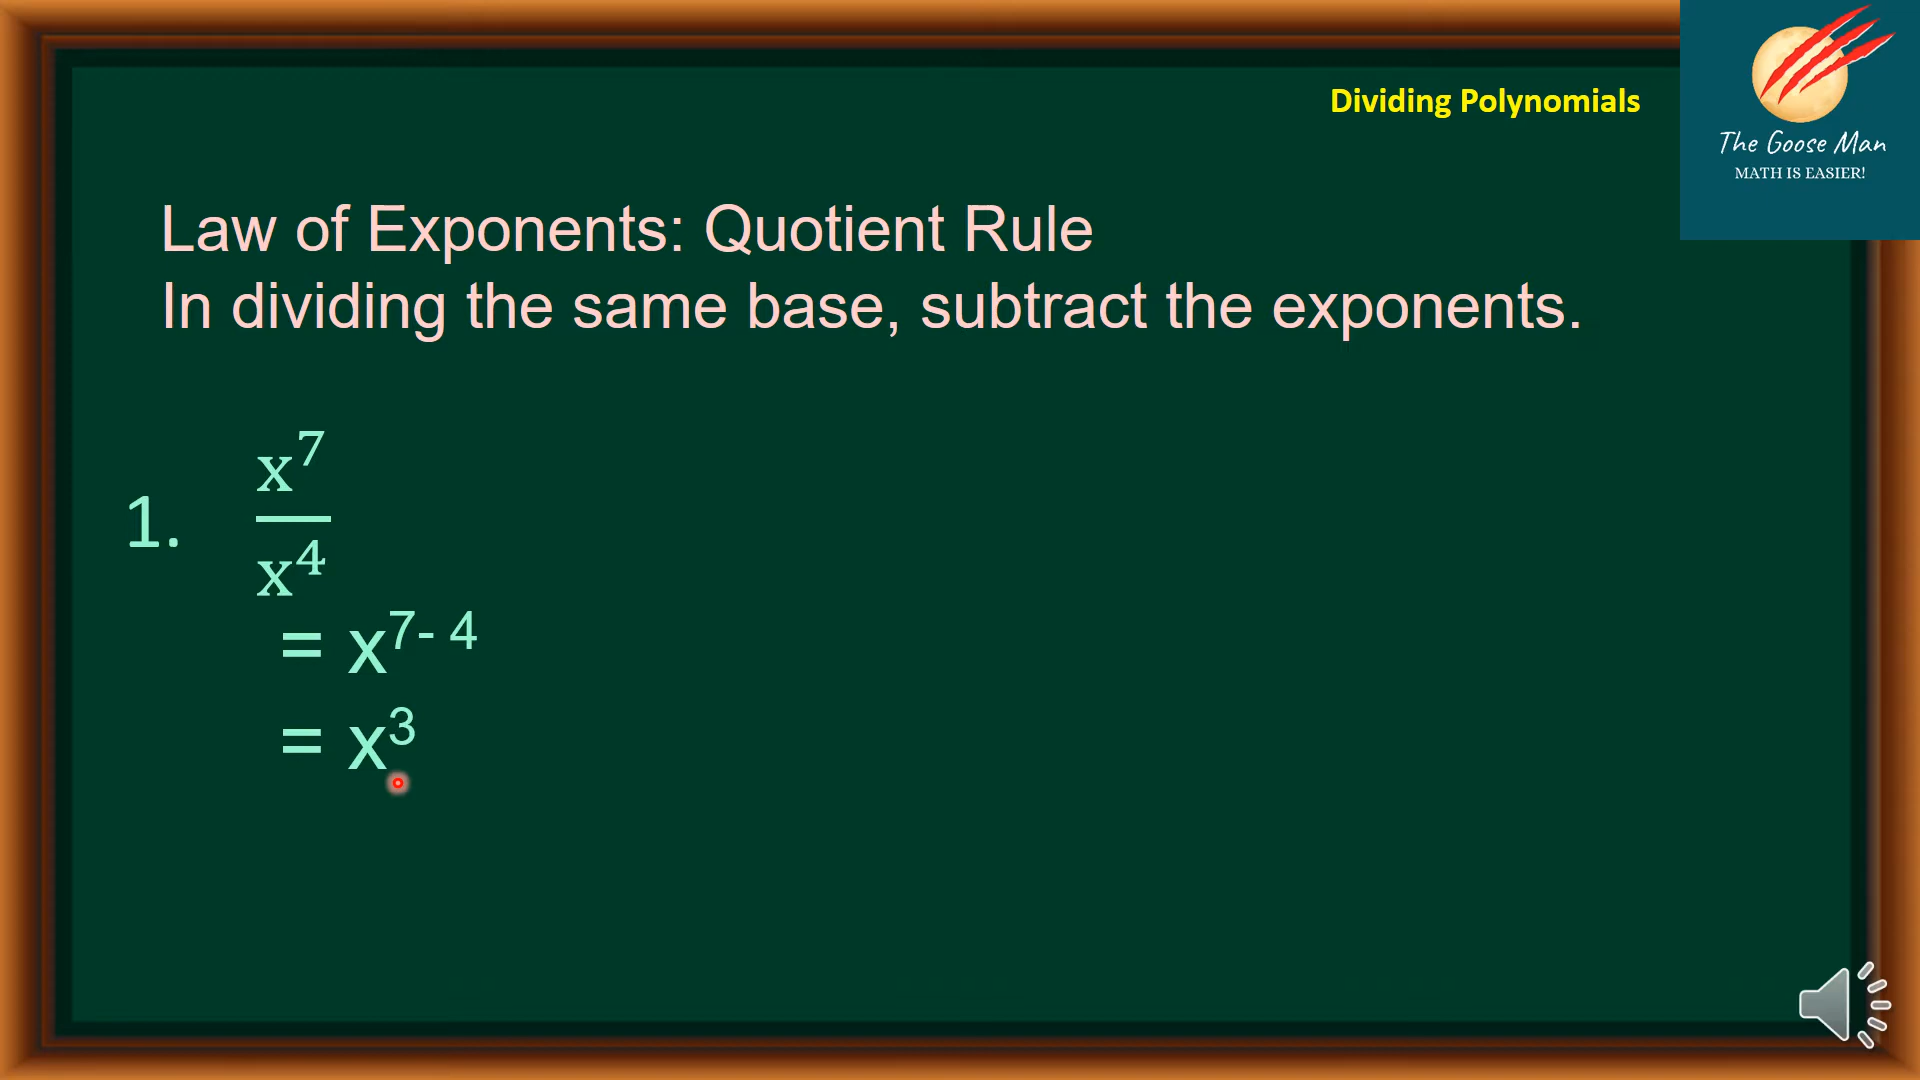 Dividing Polynomials
The Goose Man
MATH IS EASIER!
Law of Exponents: Quotient Rule
In dividing the same base, subtract the exponents.
1. x⁷
x⁴
= x⁷⁻ ⁴
= x³